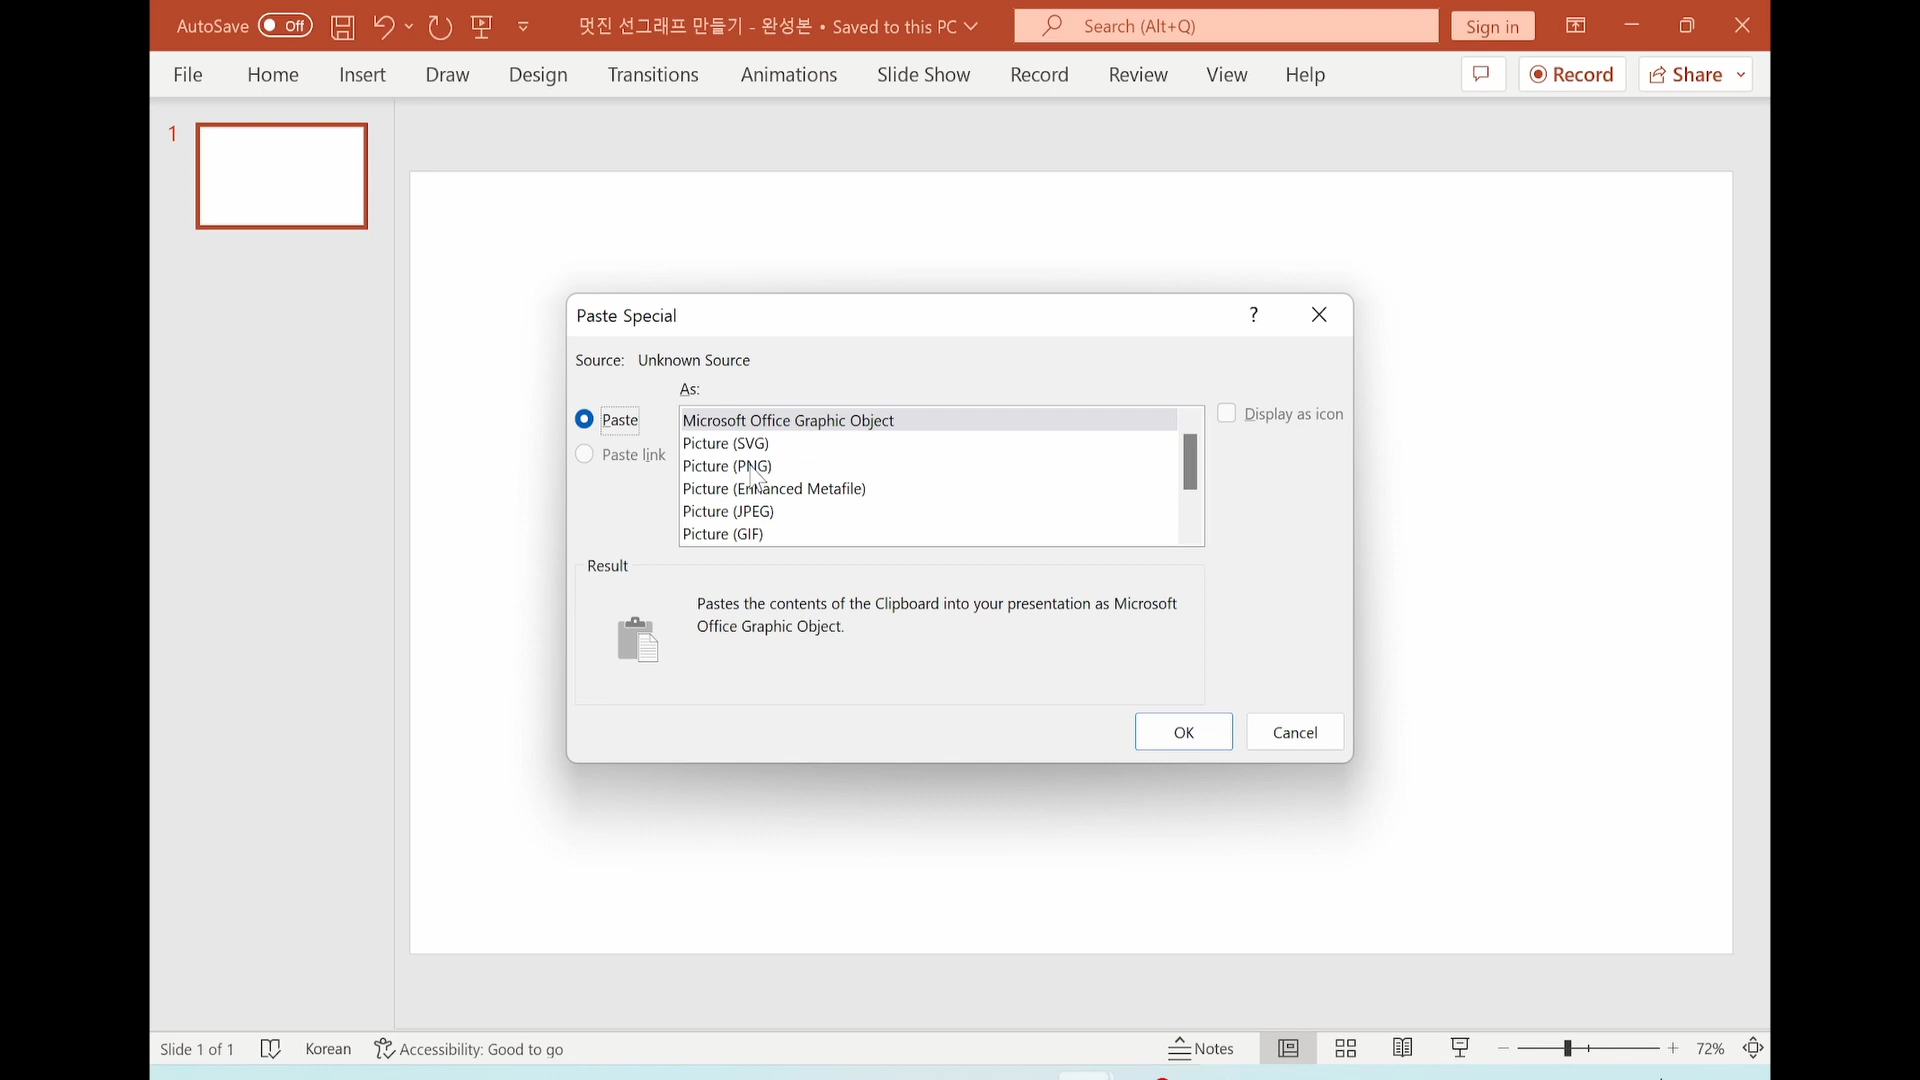 AutoSave Off 멋진 선그래프 만들기 - 완성본 • Saved to this PC Search (Alt+Q) Sign in
File Home Insert Draw Design Transitions Animations Slide Show Record Review View Help Record Share
1
Paste Special ?
Source: Unknown Source
As:
Paste
Paste link
Microsoft Office Graphic Object
Picture (SVG)
Picture (PNG)
Picture (Enhanced Metafile)
Picture (JPEG)
Picture (GIF)
Display as icon
Result
Pastes the contents of the Clipboard into your presentation as Microsoft
Office Graphic Object.
OK Cancel
Slide 1 of 1 Korean Accessibility: Good to go Notes 72%